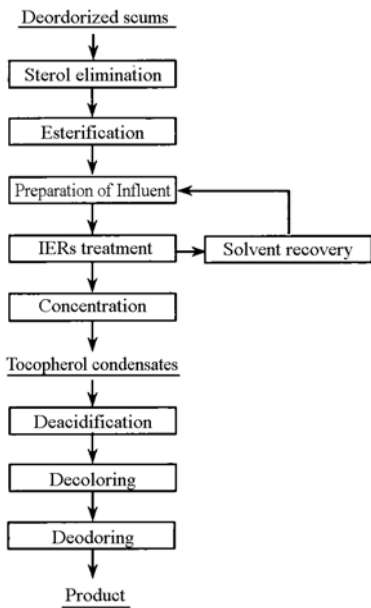 Deordorized scums
Sterol elimination
Esterification
Preparation of Influent
IERs treatment
Solvent recovery
Concentration
Tocopherol condensates
Deacidification
Decoloring
Deodoring
Product